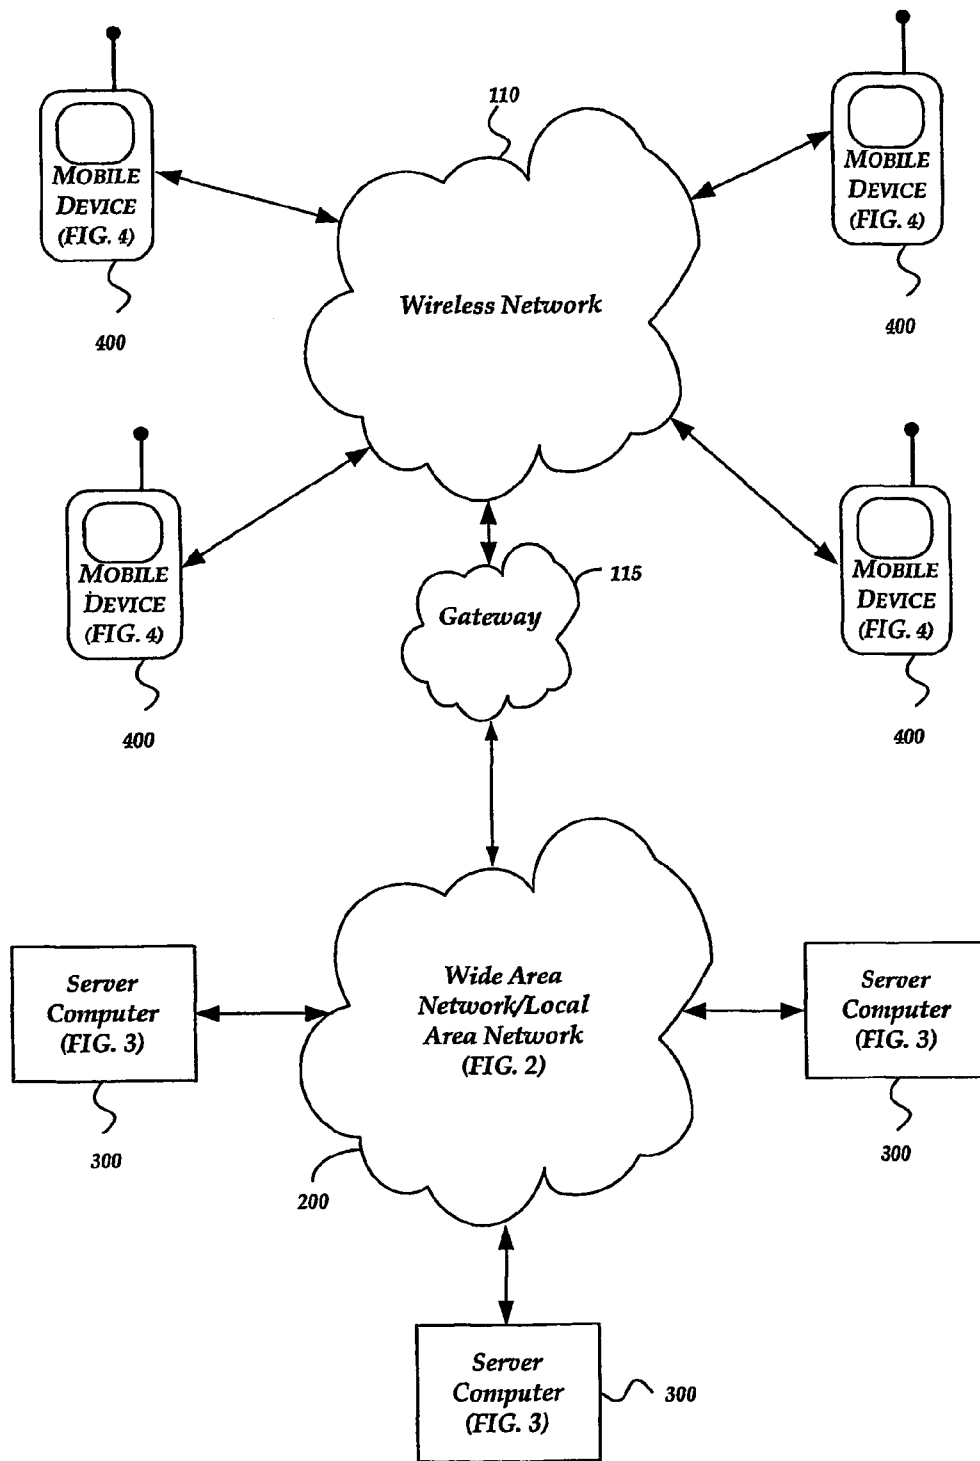 110
MOBILE
DEVICE
(FIG. 4)
400
MOBILE
DEVICE
(FIG. 4)
400
Wireless Network
MOBILE
DEVICE
(FIG. 4)
400
MOBILE
DEVICE
(FIG. 4)
400
115
Gateway
Server
Computer
(FIG. 3)
300
Wide Area
Network/Local
Area Network
(FIG. 2)
200
Server
Computer
(FIG. 3)
300
Server
Computer
(FIG. 3)
300